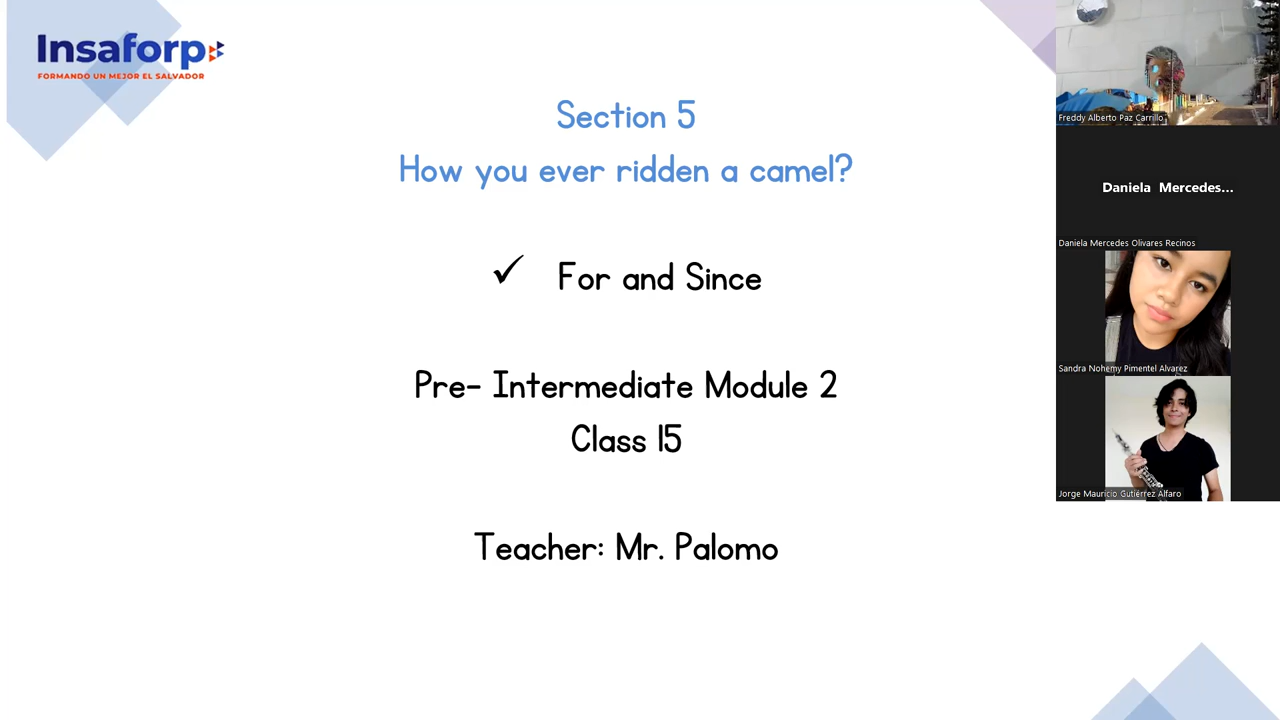 Insaforp
FORMANDO UN MEJOR EL SALVADOR
Section 5
How you ever ridden a camel?
✓ For and Since
Pre- Intermediate Module 2
Class 15
Teacher: Mr. Palomo
Freddy Alberto Paz Carrillo
Daniela Mercedes...
Daniela Mercedes Olivares Recinos
Sandra Nohemy Pimentel Alvarez
Jorge Mauricio Gutiérrez Alfaro